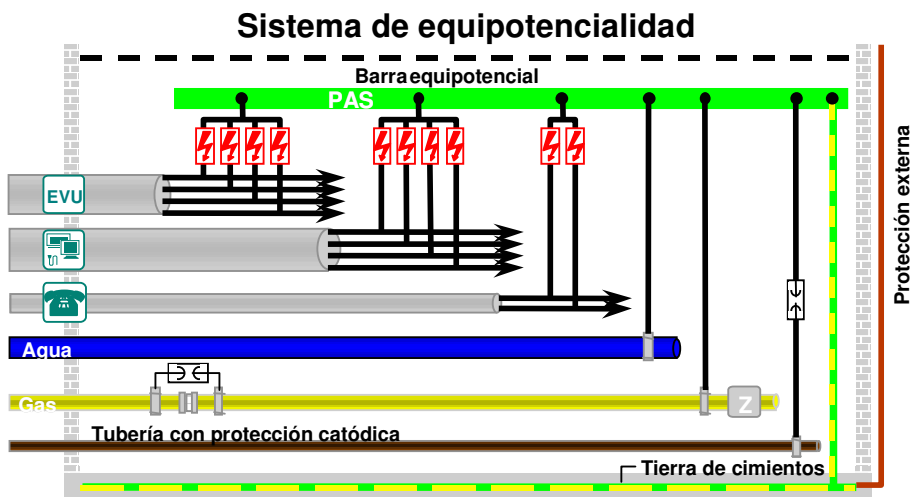 Sistema de equipotencialidad
Barra equipotencial
PAS
EVU
Agua
Gas
Z
Tubería con protección catódica
Tierra de cimientos
Protección externa